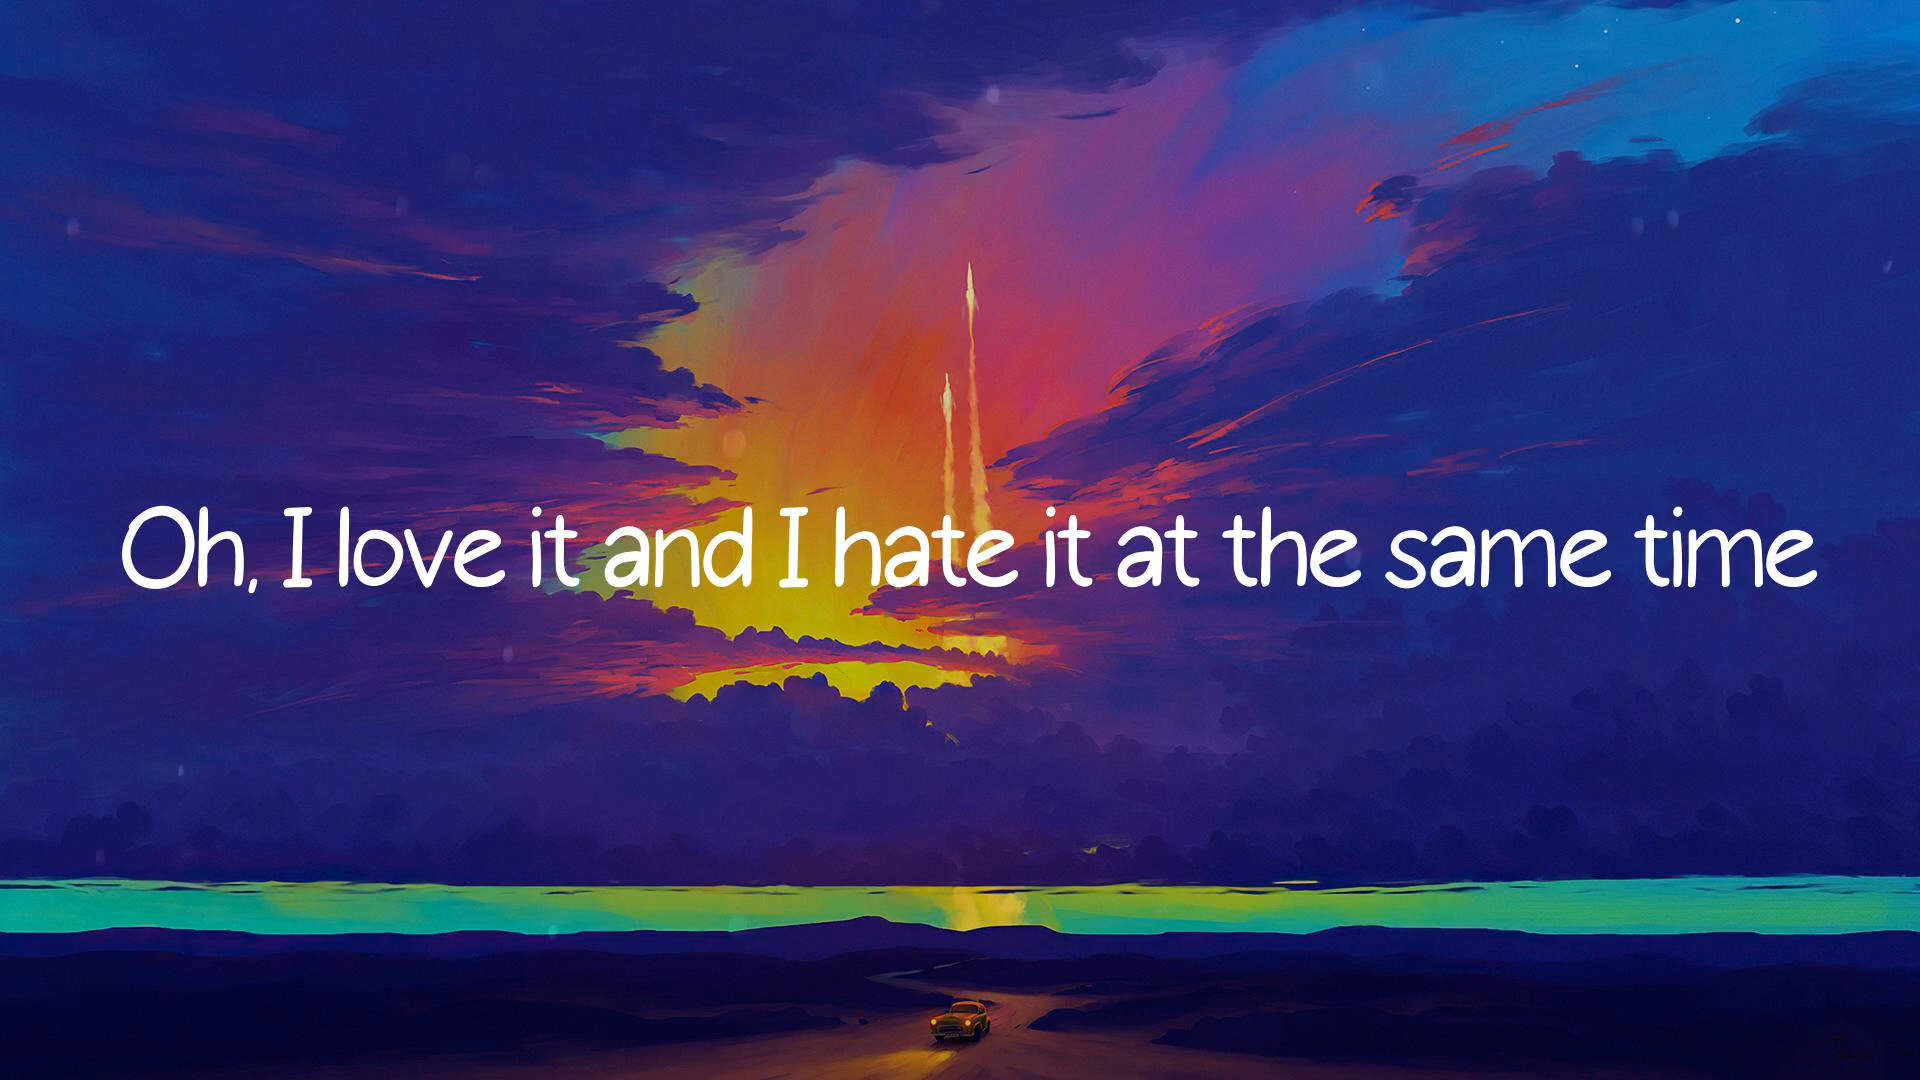 Oh, I love it and I hate it at the same time